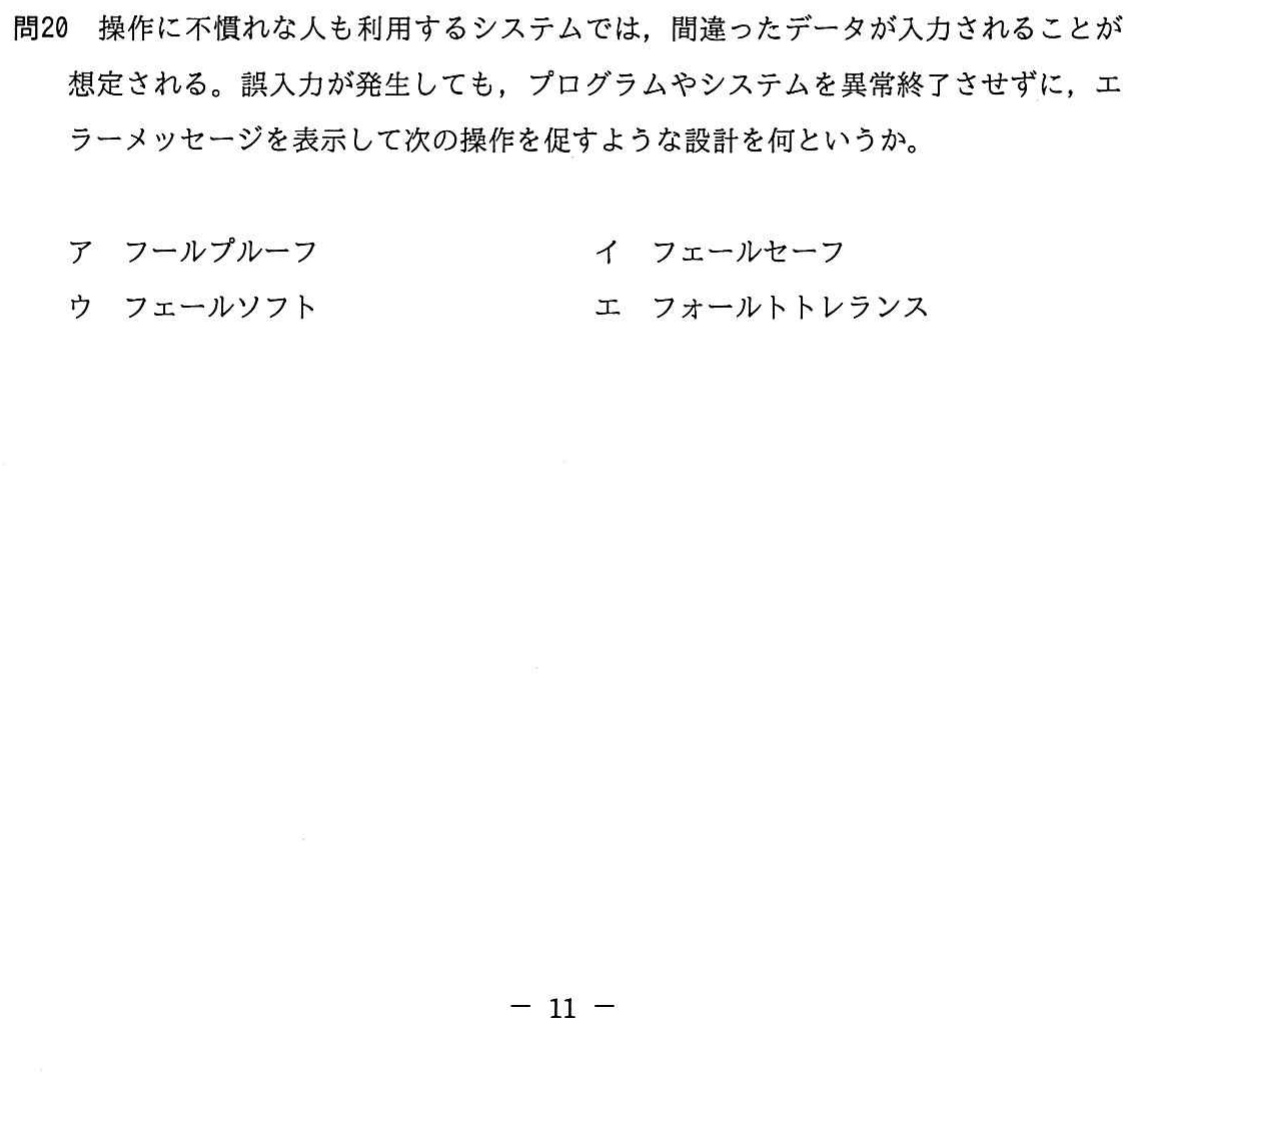 問20　操作に不慣れな人も利用するシステムでは，間違ったデータが入力されることが
想定される。誤入力が発生しても，プログラムやシステムを異常終了させずに，エ
ラーメッセージを表示して次の操作を促すような設計を何というか。
ア　フールプルーフ　イ　フェールセーフ
ウ　フェールソフト　エ　フォールトトレランス
－ 11 －